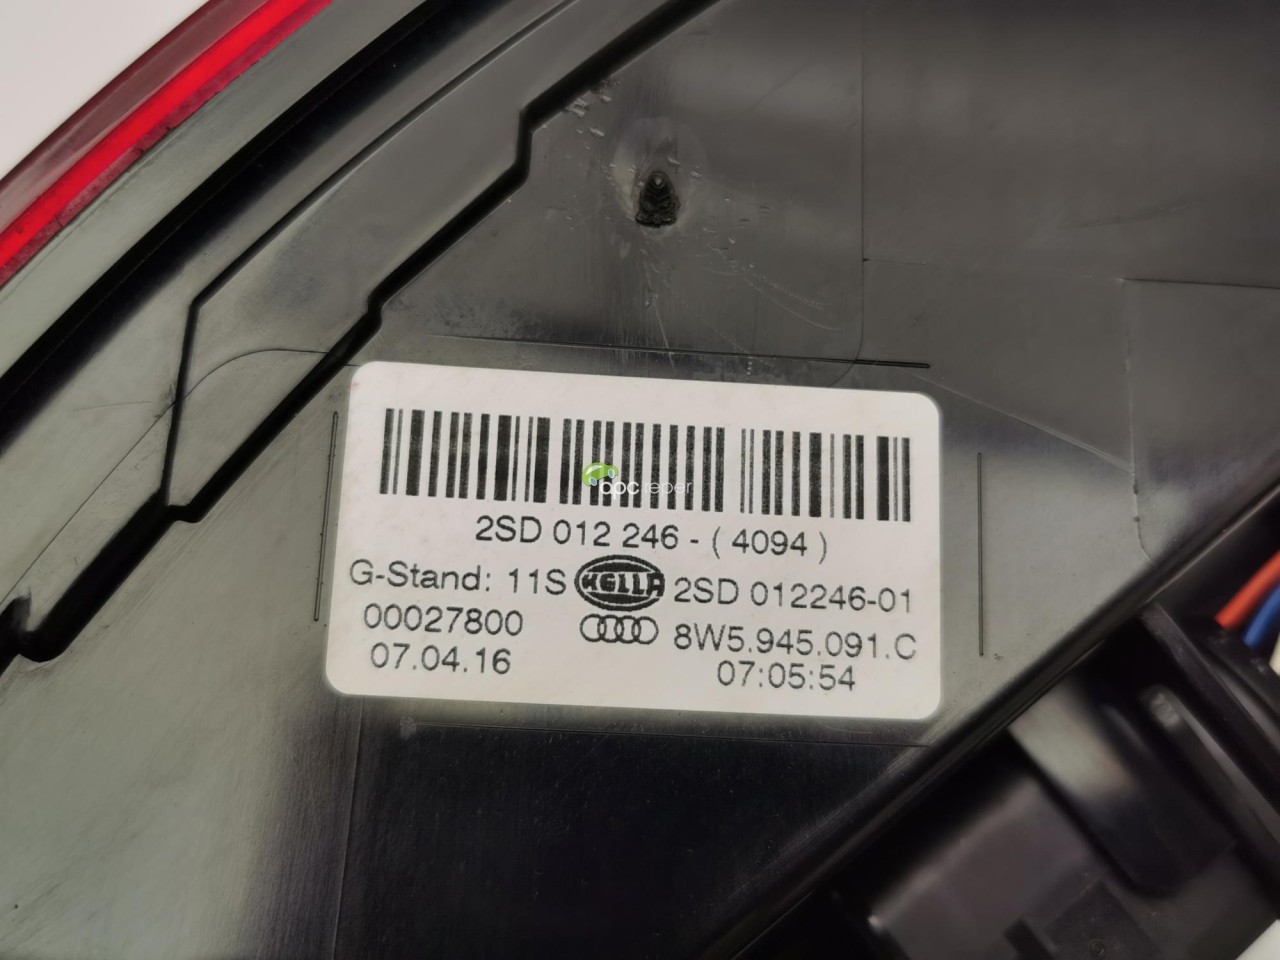 abcreper
2SD 012 246 - ( 4094 )
G-Stand: 11S HELLA 2SD 012246-01
00027800 8W5.945.091.C
07.04.16 07:05:54